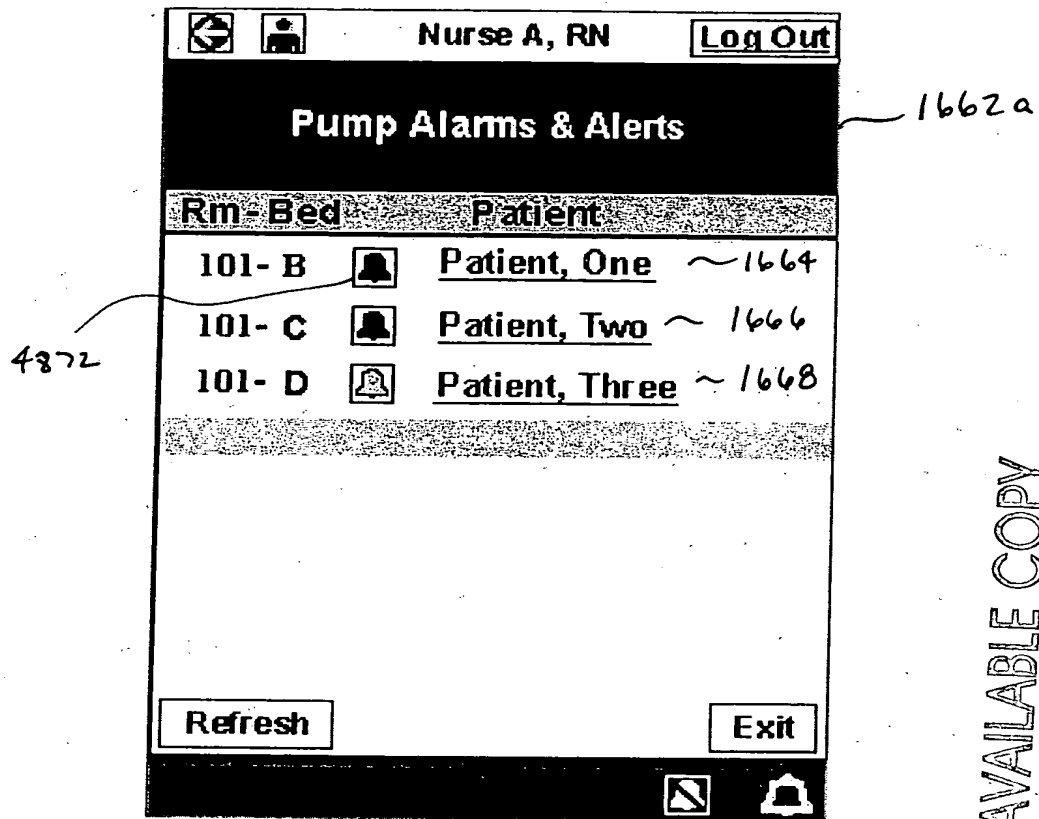 Nurse A, RN Log Out
Pump Alarms & Alerts
1662a
Rm-Bed Patient
101- B Patient, One 1664
101- C Patient, Two 1666
4872
101- D Patient, Three 1668
Refresh Exit
AVAILABLE COPY